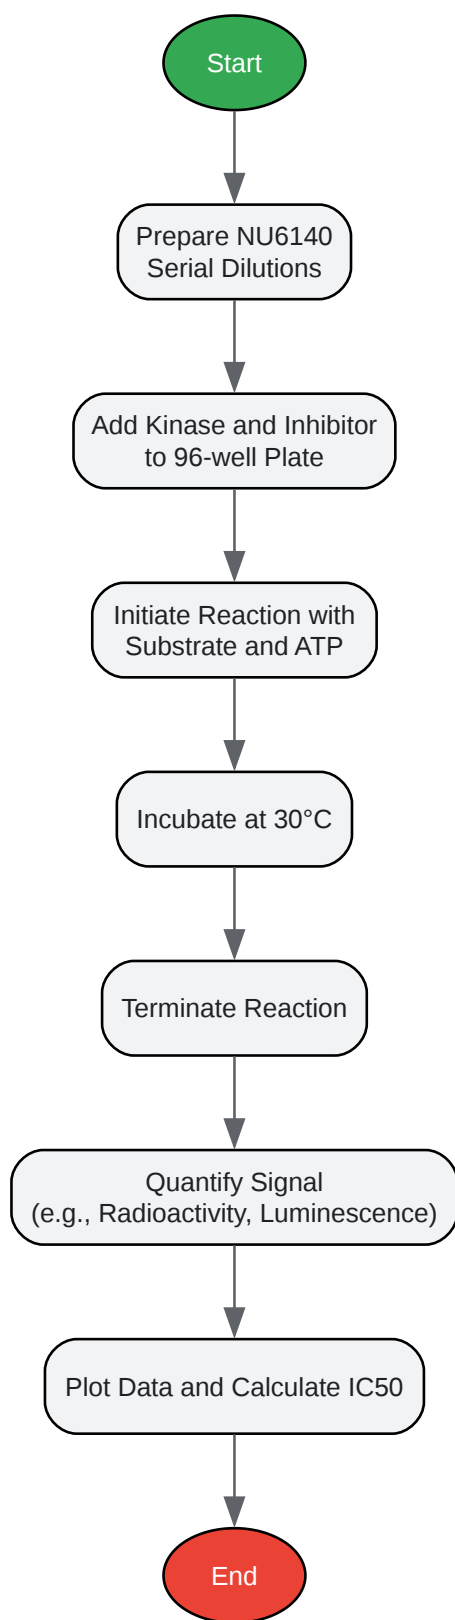 Start
Prepare NU6140
Serial Dilutions
Add Kinase and Inhibitor
to 96-well Plate
Initiate Reaction with
Substrate and ATP
Incubate at 30°C
Terminate Reaction
Quantify Signal
(e.g., Radioactivity, Luminescence)
Plot Data and Calculate IC50
End